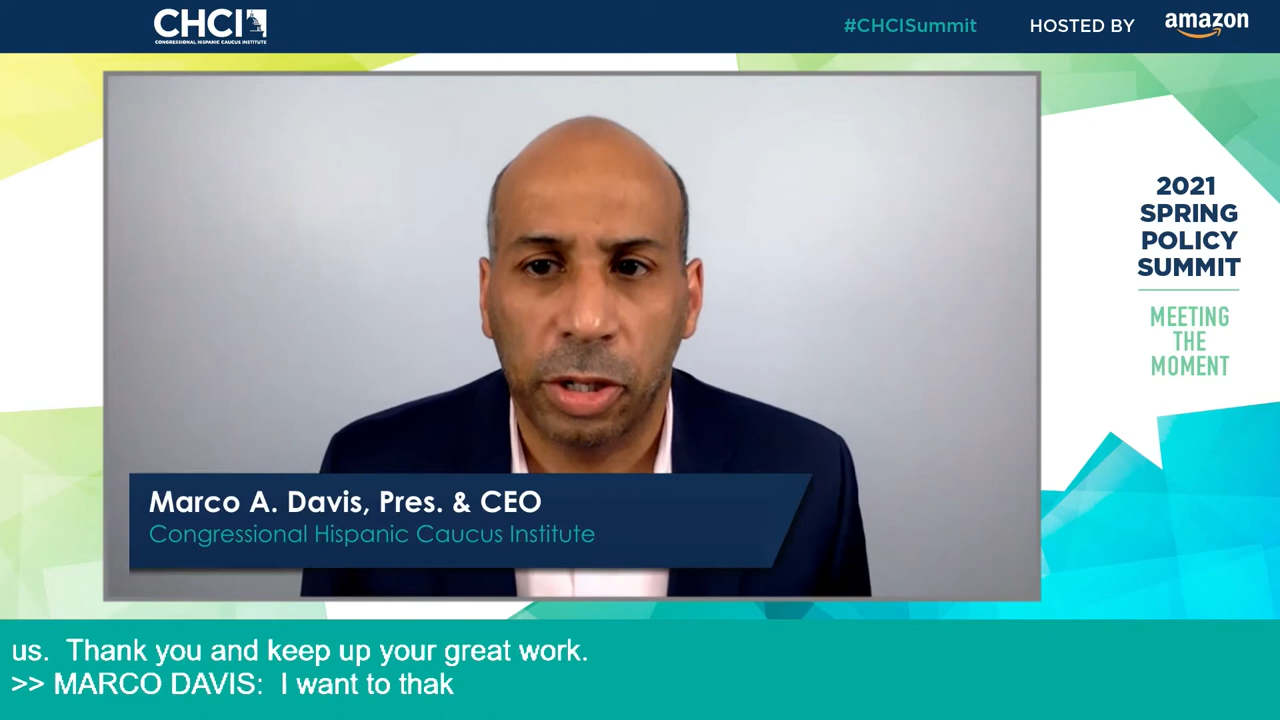 CHCI
CONGRESSIONAL HISPANIC CAUCUS INSTITUTE
#CHCISummit
HOSTED BY
amazon
2021
SPRING
POLICY
SUMMIT
MEETING
THE
MOMENT
Marco A. Davis, Pres. & CEO
Congressional Hispanic Caucus Institute
us.  Thank you and keep up your great work.
>> MARCO DAVIS:  I want to thak